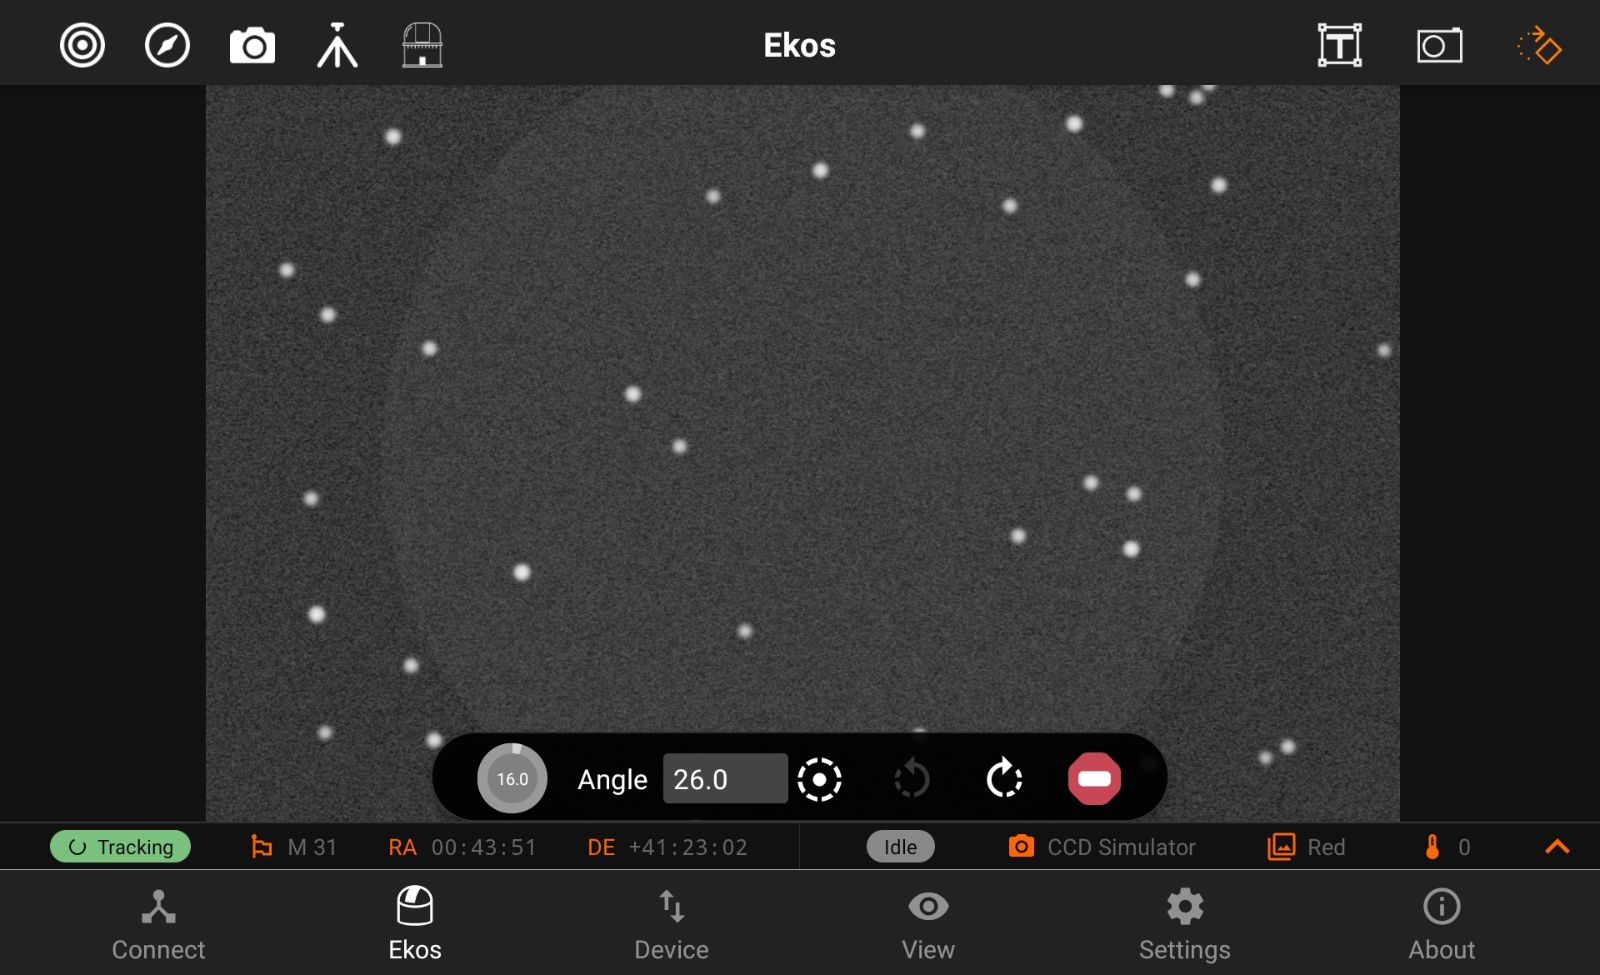 Ekos
T
16.0 Angle 26.0
Tracking M 31 RA 00:43:51 DE +41:23:02 Idle CCD Simulator Red 0
Connect Ekos Device View Settings About